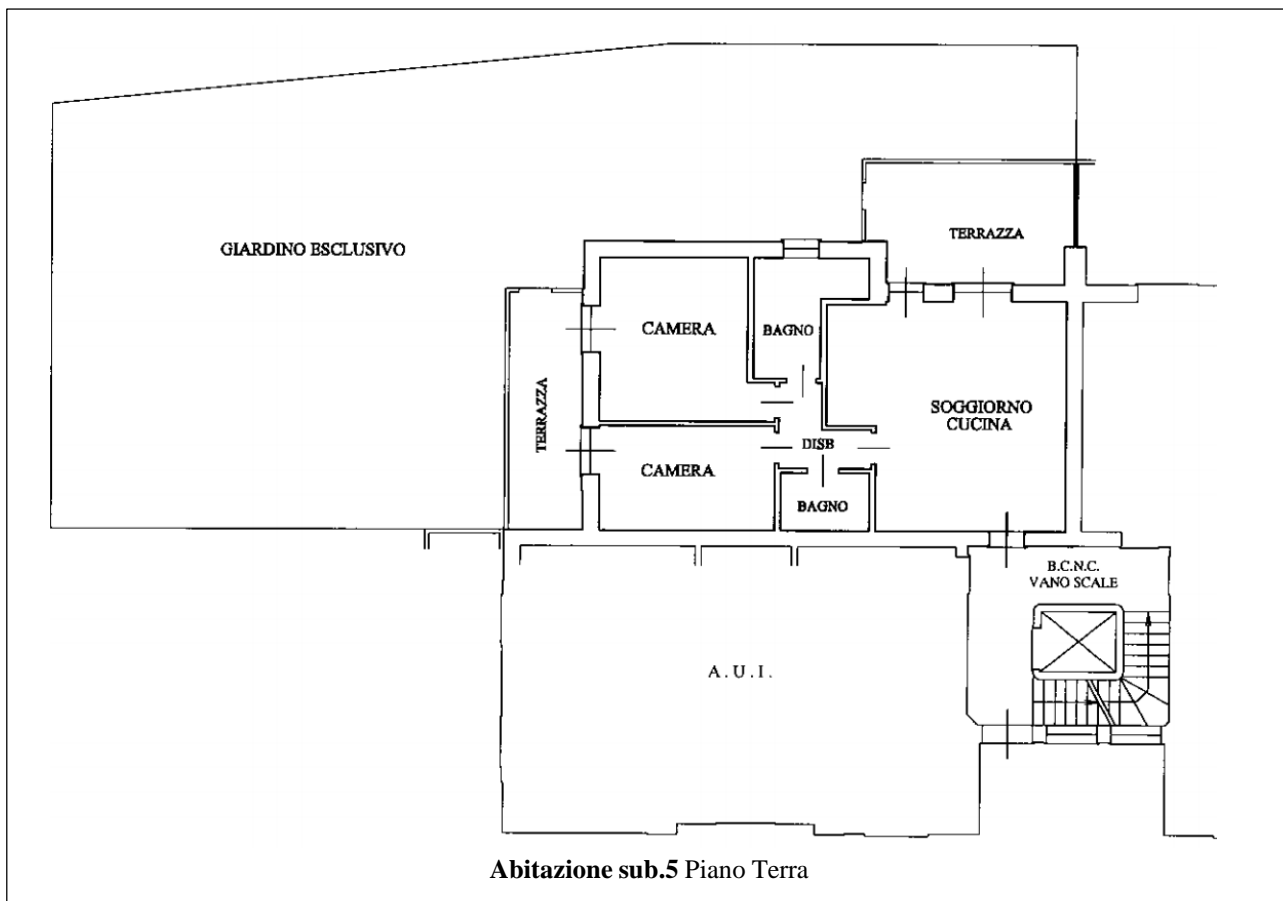 GIARDINO ESCLUSIVO
TERRAZZA
CAMERA
BAGNO
TERRAZZA
SOGGIORNO
CUCINA
DISB
CAMERA
BAGNO
B.C.N.C.
VANO SCALE
A.U.I.
Abitazione sub.5 Piano Terra